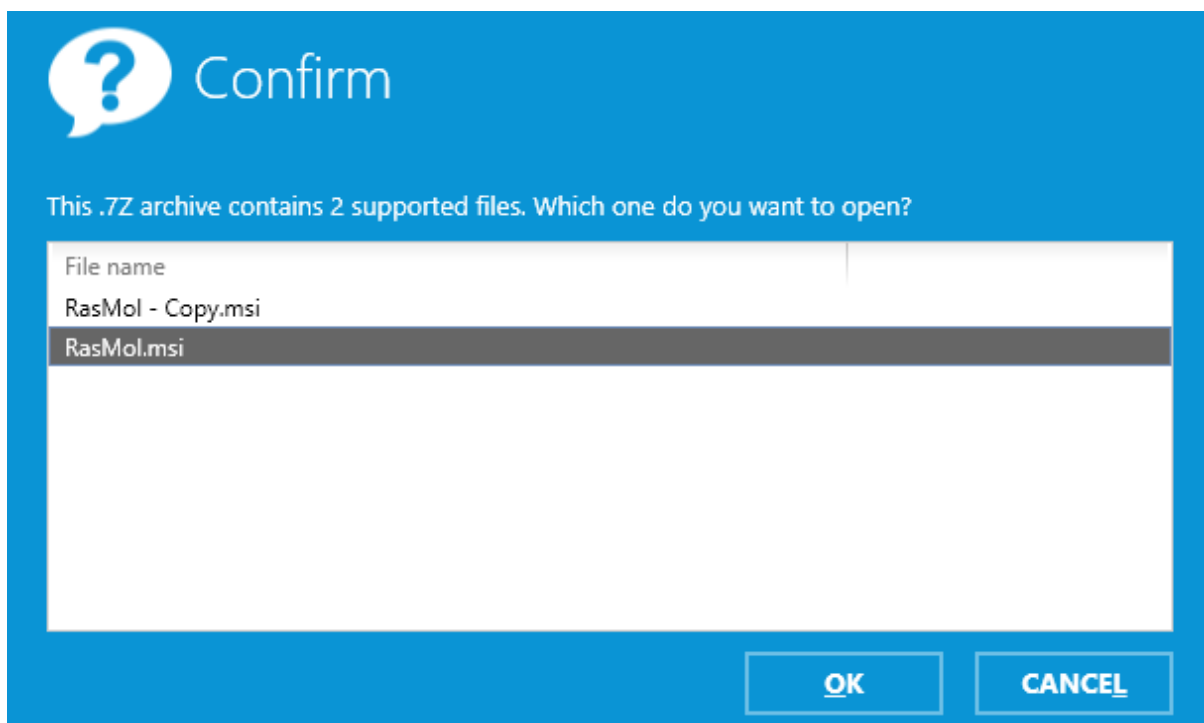 Confirm
This .7Z archive contains 2 supported files. Which one do you want to open?
File name
RasMol - Copy.msi
RasMol.msi
OK CANCEL